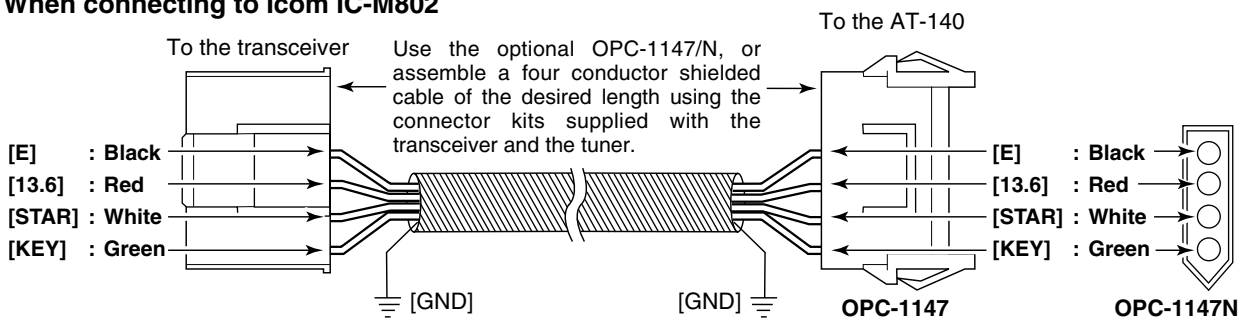 When connecting to Icom IC-M802
To the transceiver
Use the optional OPC-1147/N, or
assemble a four conductor shielded
cable of the desired length using the
connector kits supplied with the
transceiver and the tuner.
To the AT-140
[E] : Black
[13.6] : Red
[STAR] : White
[KEY] : Green
[GND]
[GND]
[E] : Black
[13.6] : Red
[STAR] : White
[KEY] : Green
OPC-1147
OPC-1147N